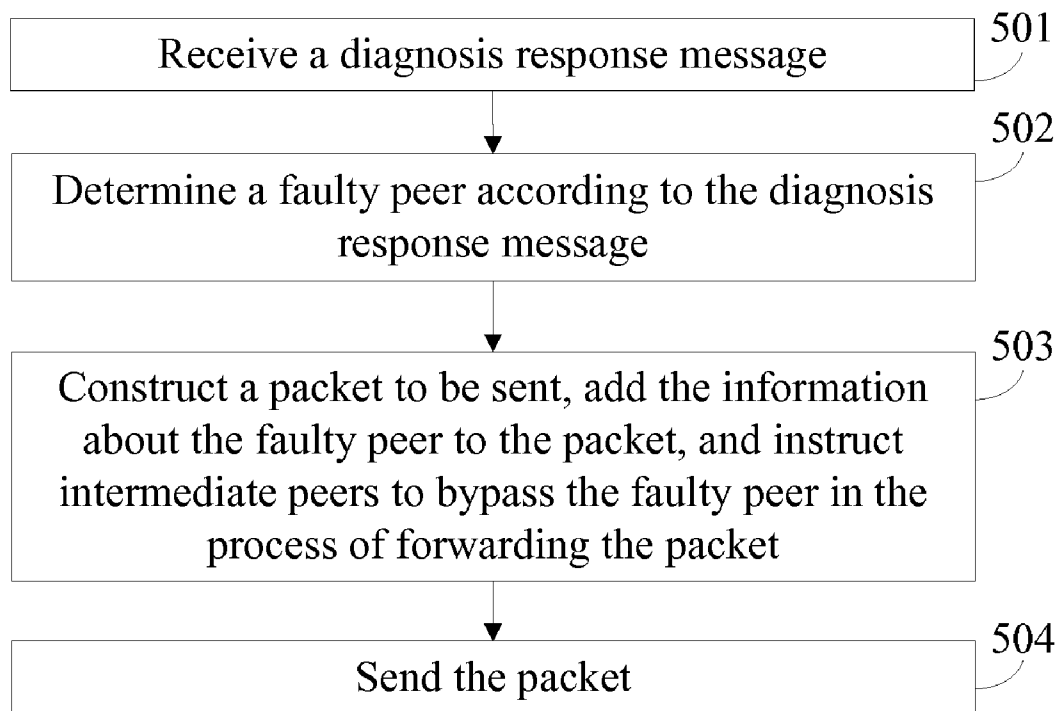 Receive a diagnosis response message
501
502
Determine a faulty peer according to the diagnosis
response message
503
Construct a packet to be sent, add the information
about the faulty peer to the packet, and instruct
intermediate peers to bypass the faulty peer in the
process of forwarding the packet
504
Send the packet